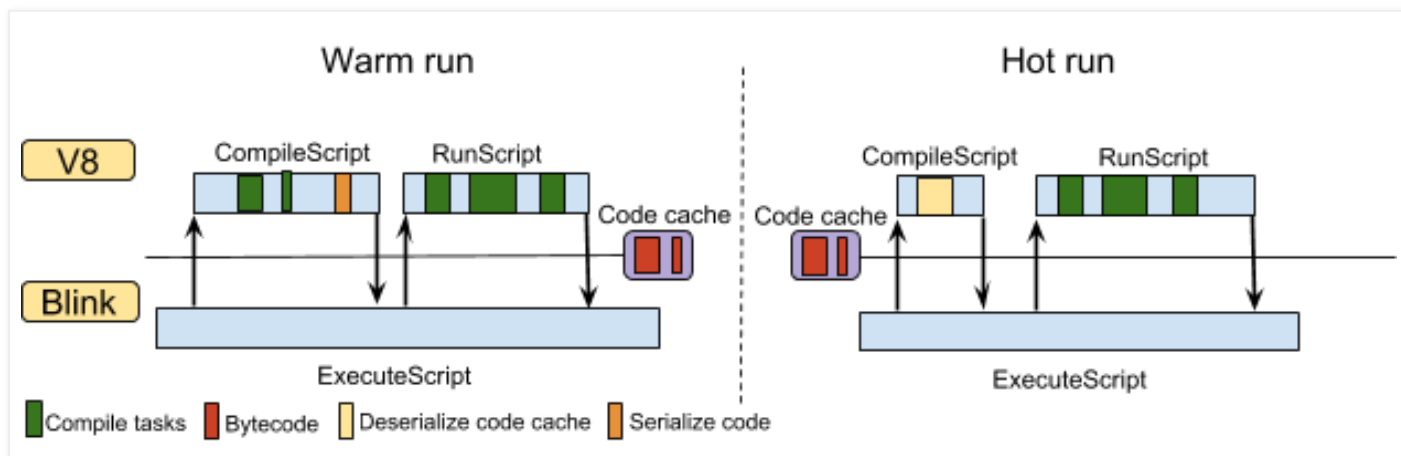 Warm run
Hot run
V8
CompileScript
RunScript
CompileScript
RunScript
Code cache
Code cache
Blink
ExecuteScript
ExecuteScript
Compile tasks
Bytecode
Deserialize code cache
Serialize code